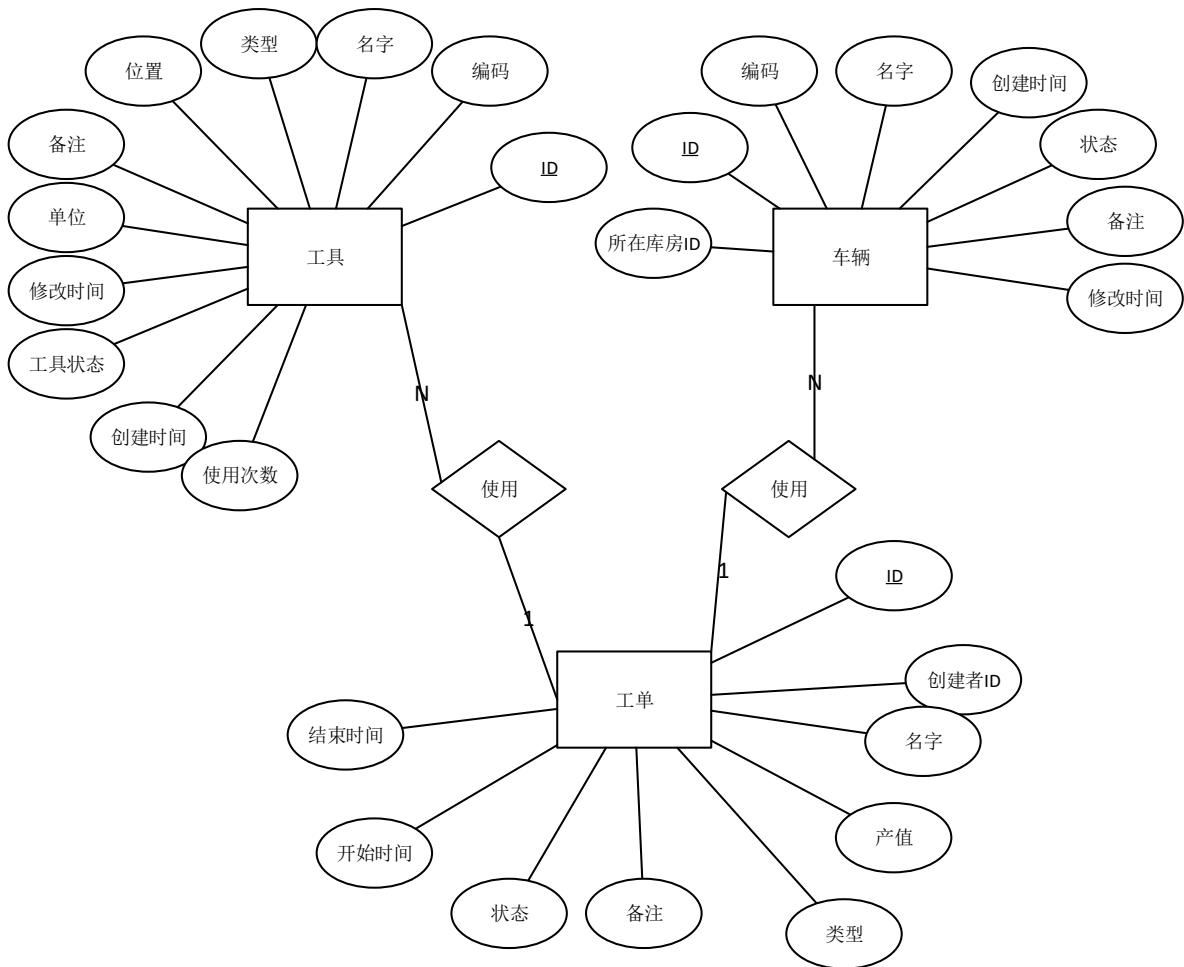 类型
名字
位置
编码
备注
ID
单位
工具
修改时间
工具状态
创建时间
使用次数
编码
名字
创建时间
ID
状态
所在库房ID
车辆
备注
修改时间
N
N
使用
使用
1
1
ID
工单
创建者ID
名字
结束时间
产值
开始时间
状态
备注
类型